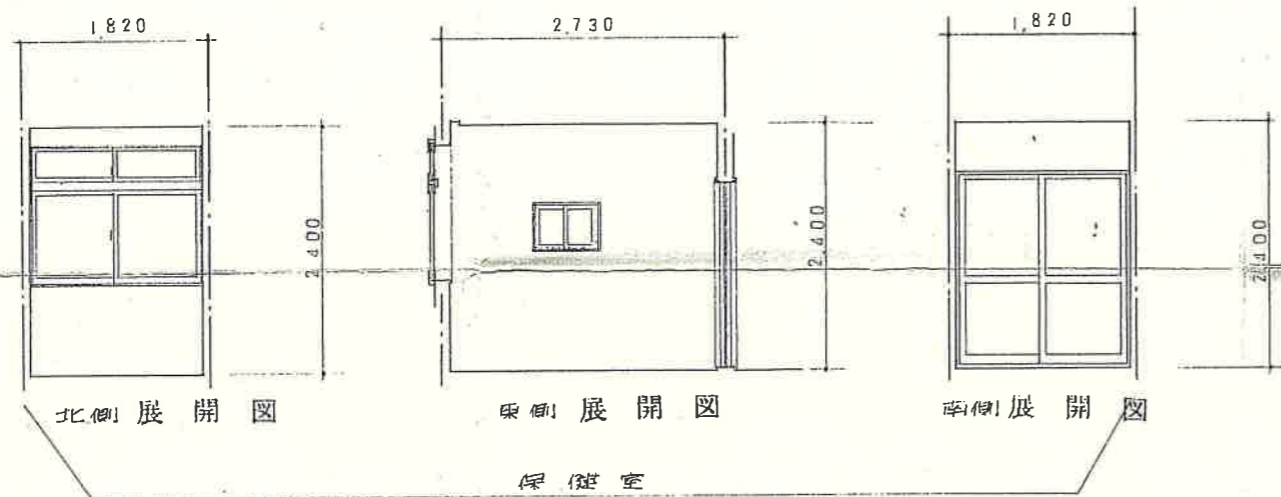 1,820
2,730
1,820
2,400
2,400
2,400
北側 展 開 図
東側 展 開 図
南側 展 開 図
保 健 室